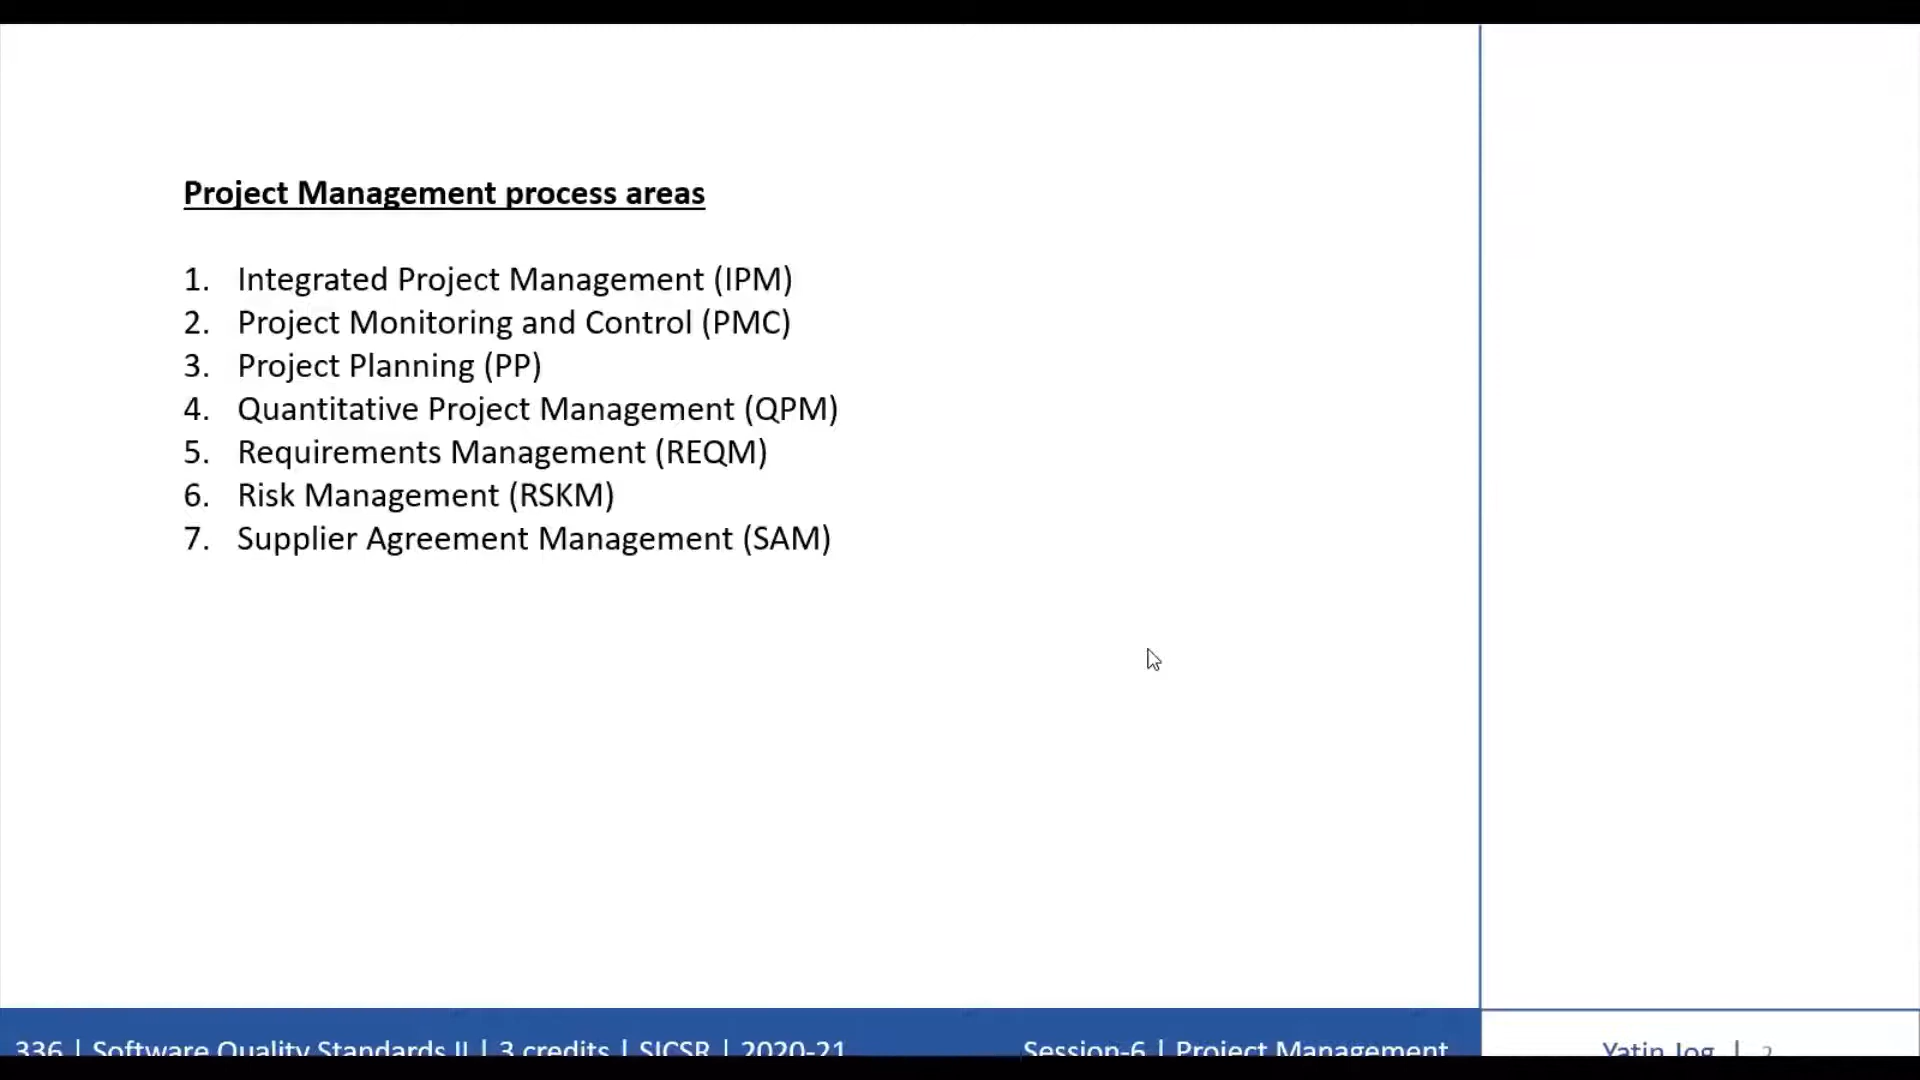 Project Management process areas
1. Integrated Project Management (IPM)
2. Project Monitoring and Control (PMC)
3. Project Planning (PP)
4. Quantitative Project Management (QPM)
5. Requirements Management (REQM)
6. Risk Management (RSKM)
7. Supplier Agreement Management (SAM)
336 | Software Quality Standards II | 3 credits | SICSR | 2020-21 Session-6 | Project Management Yatin Jog | 2